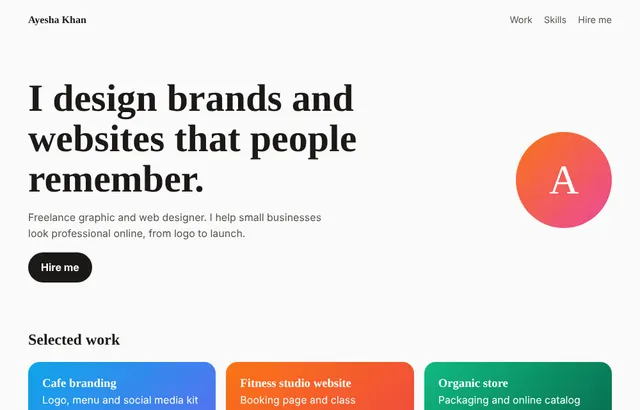 Ayesha Khan
Work Skills Hire me
I design brands and
websites that people
remember.
A
Freelance graphic and web designer. I help small businesses
look professional online, from logo to launch.
Hire me
Selected work
Cafe branding
Logo, menu and social media kit
Fitness studio website
Booking page and class
Organic store
Packaging and online catalog